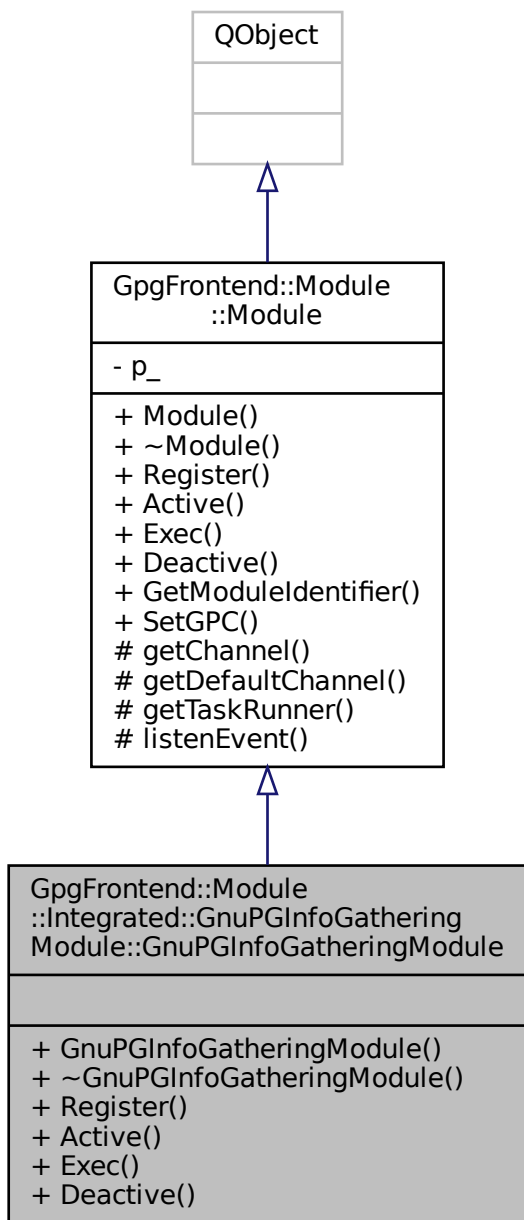 QObject
GpgFrontend::Module
::Module
- p_
+ Module()
+ ~Module()
+ Register()
+ Active()
+ Exec()
+ Deactive()
+ GetModuleIdentifier()
+ SetGPC()
# getChannel()
# getDefaultChannel()
# getTaskRunner()
# listenEvent()
GpgFrontend::Module
::Integrated::GnuPGInfoGathering
Module::GnuPGInfoGatheringModule
+ GnuPGInfoGatheringModule()
+ ~GnuPGInfoGatheringModule()
+ Register()
+ Active()
+ Exec()
+ Deactive()